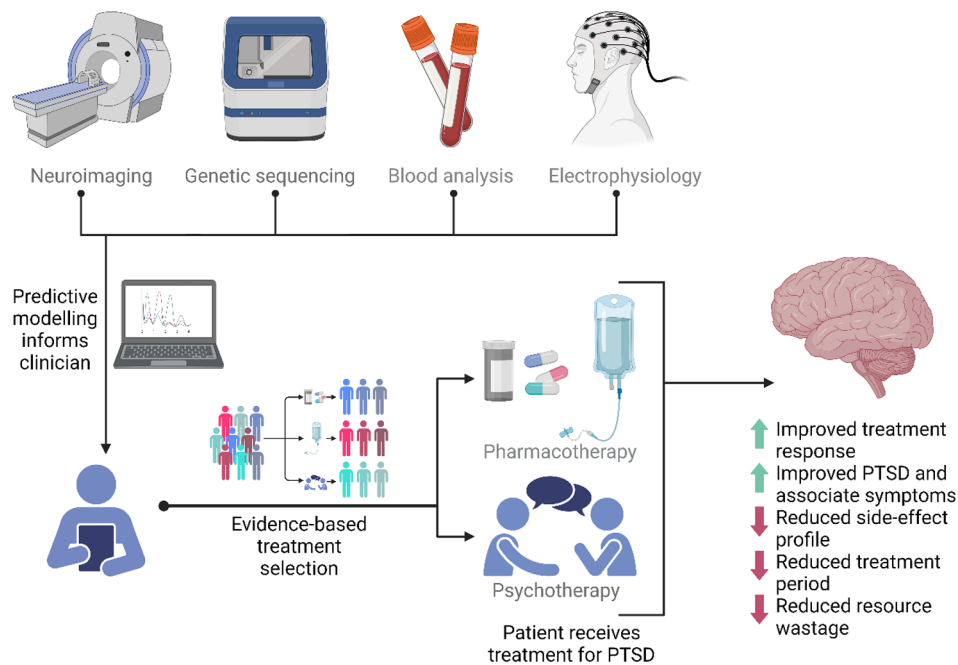 Neuroimaging
Genetic sequencing
Blood analysis
Electrophysiology
Predictive
modelling
informs
clinician
Evidence-based
treatment
selection
Pharmacotherapy
Psychotherapy
Patient receives
treatment for PTSD
Improved treatment
response
Improved PTSD and
associate symptoms
Reduced side-effect
profile
Reduced treatment
period
Reduced resource
wastage